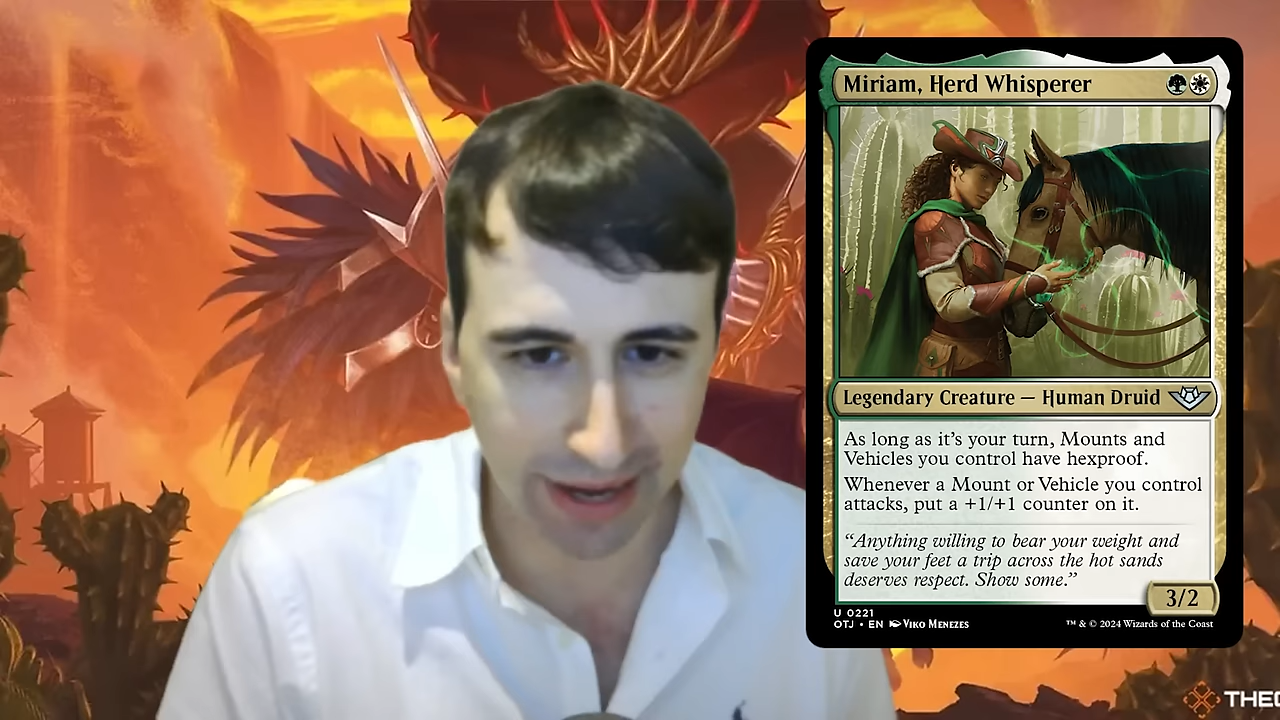 Miriam, Herd Whisperer
Legendary Creature — Human Druid
As long as it's your turn, Mounts and
Vehicles you control have hexproof.
Whenever a Mount or Vehicle you control
attacks, put a +1/+1 counter on it.
“Anything willing to bear your weight and
save your feet a trip across the hot sands
deserves respect. Show some.”
3/2
U 0221
OTJ • EN Viko Menezes
™ & © 2024 Wizards of the Coast